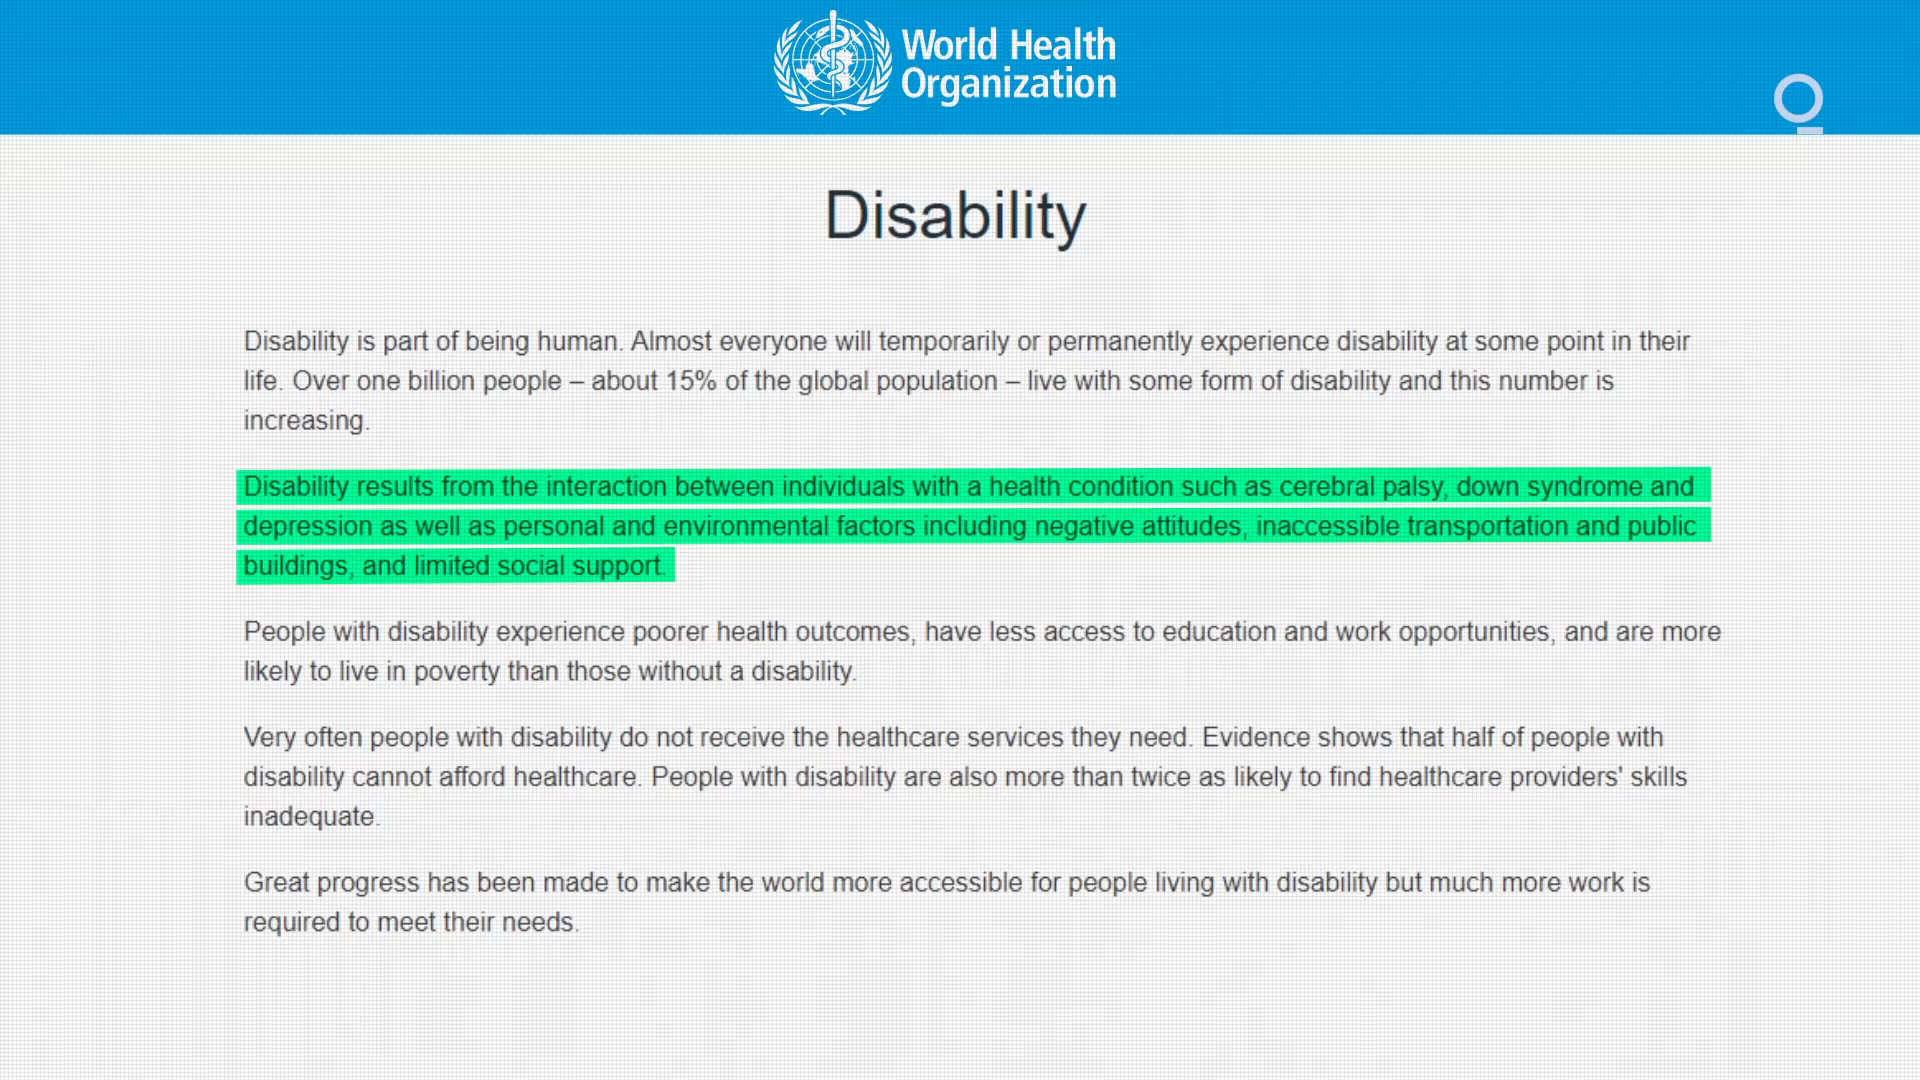 World Health
Organization
Disability
Disability is part of being human. Almost everyone will temporarily or permanently experience disability at some point in their
life. Over one billion people – about 15% of the global population – live with some form of disability and this number is
increasing.
Disability results from the interaction between individuals with a health condition such as cerebral palsy, down syndrome and
depression as well as personal and environmental factors including negative attitudes, inaccessible transportation and public
buildings, and limited social support.
People with disability experience poorer health outcomes, have less access to education and work opportunities, and are more
likely to live in poverty than those without a disability.
Very often people with disability do not receive the healthcare services they need. Evidence shows that half of people with
disability cannot afford healthcare. People with disability are also more than twice as likely to find healthcare providers' skills
inadequate.
Great progress has been made to make the world more accessible for people living with disability but much more work is
required to meet their needs.